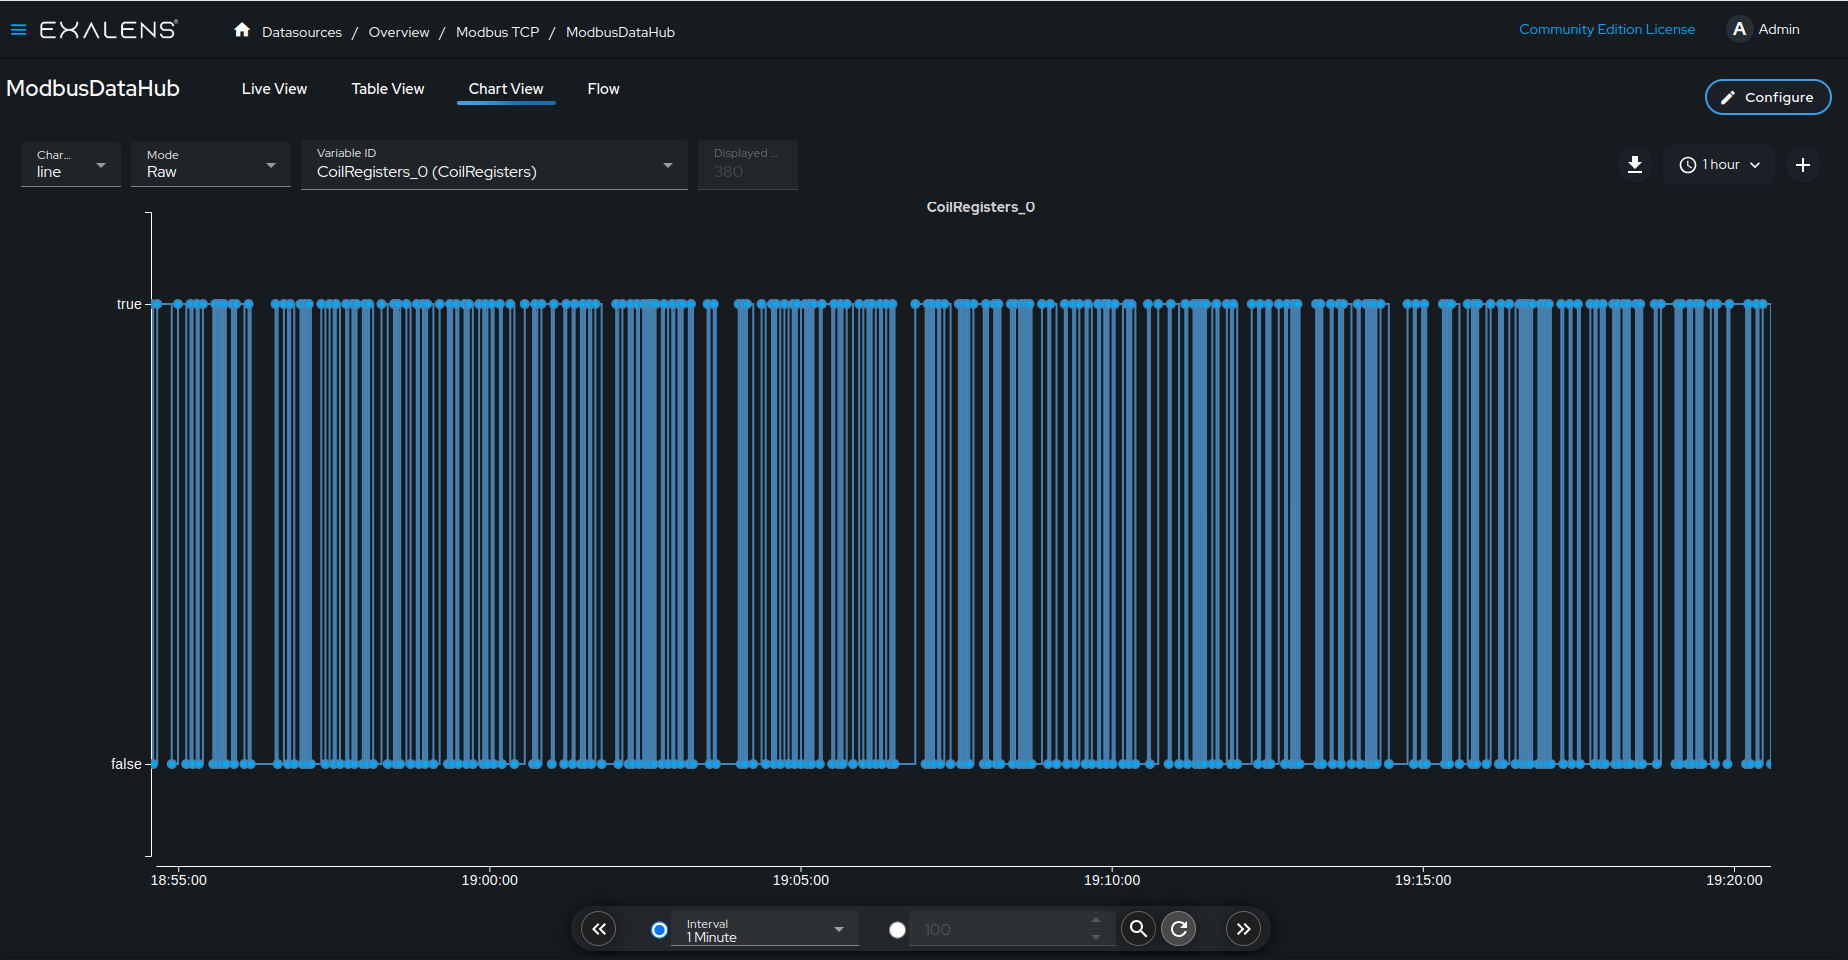 EXALENS
Datasources / Overview / Modbus TCP / ModbusDataHub
Community Edition License
A Admin
ModbusDataHub
Live View
Table View
Chart View
Flow
Configure
Char...
line
Mode
Raw
Variable ID
CoilRegisters_0 (CoilRegisters)
Displayed ...
380
1 hour
CoilRegisters_0
true
false
18:55:00
19:00:00
19:05:00
19:10:00
19:15:00
19:20:00
Interval
1 Minute
100